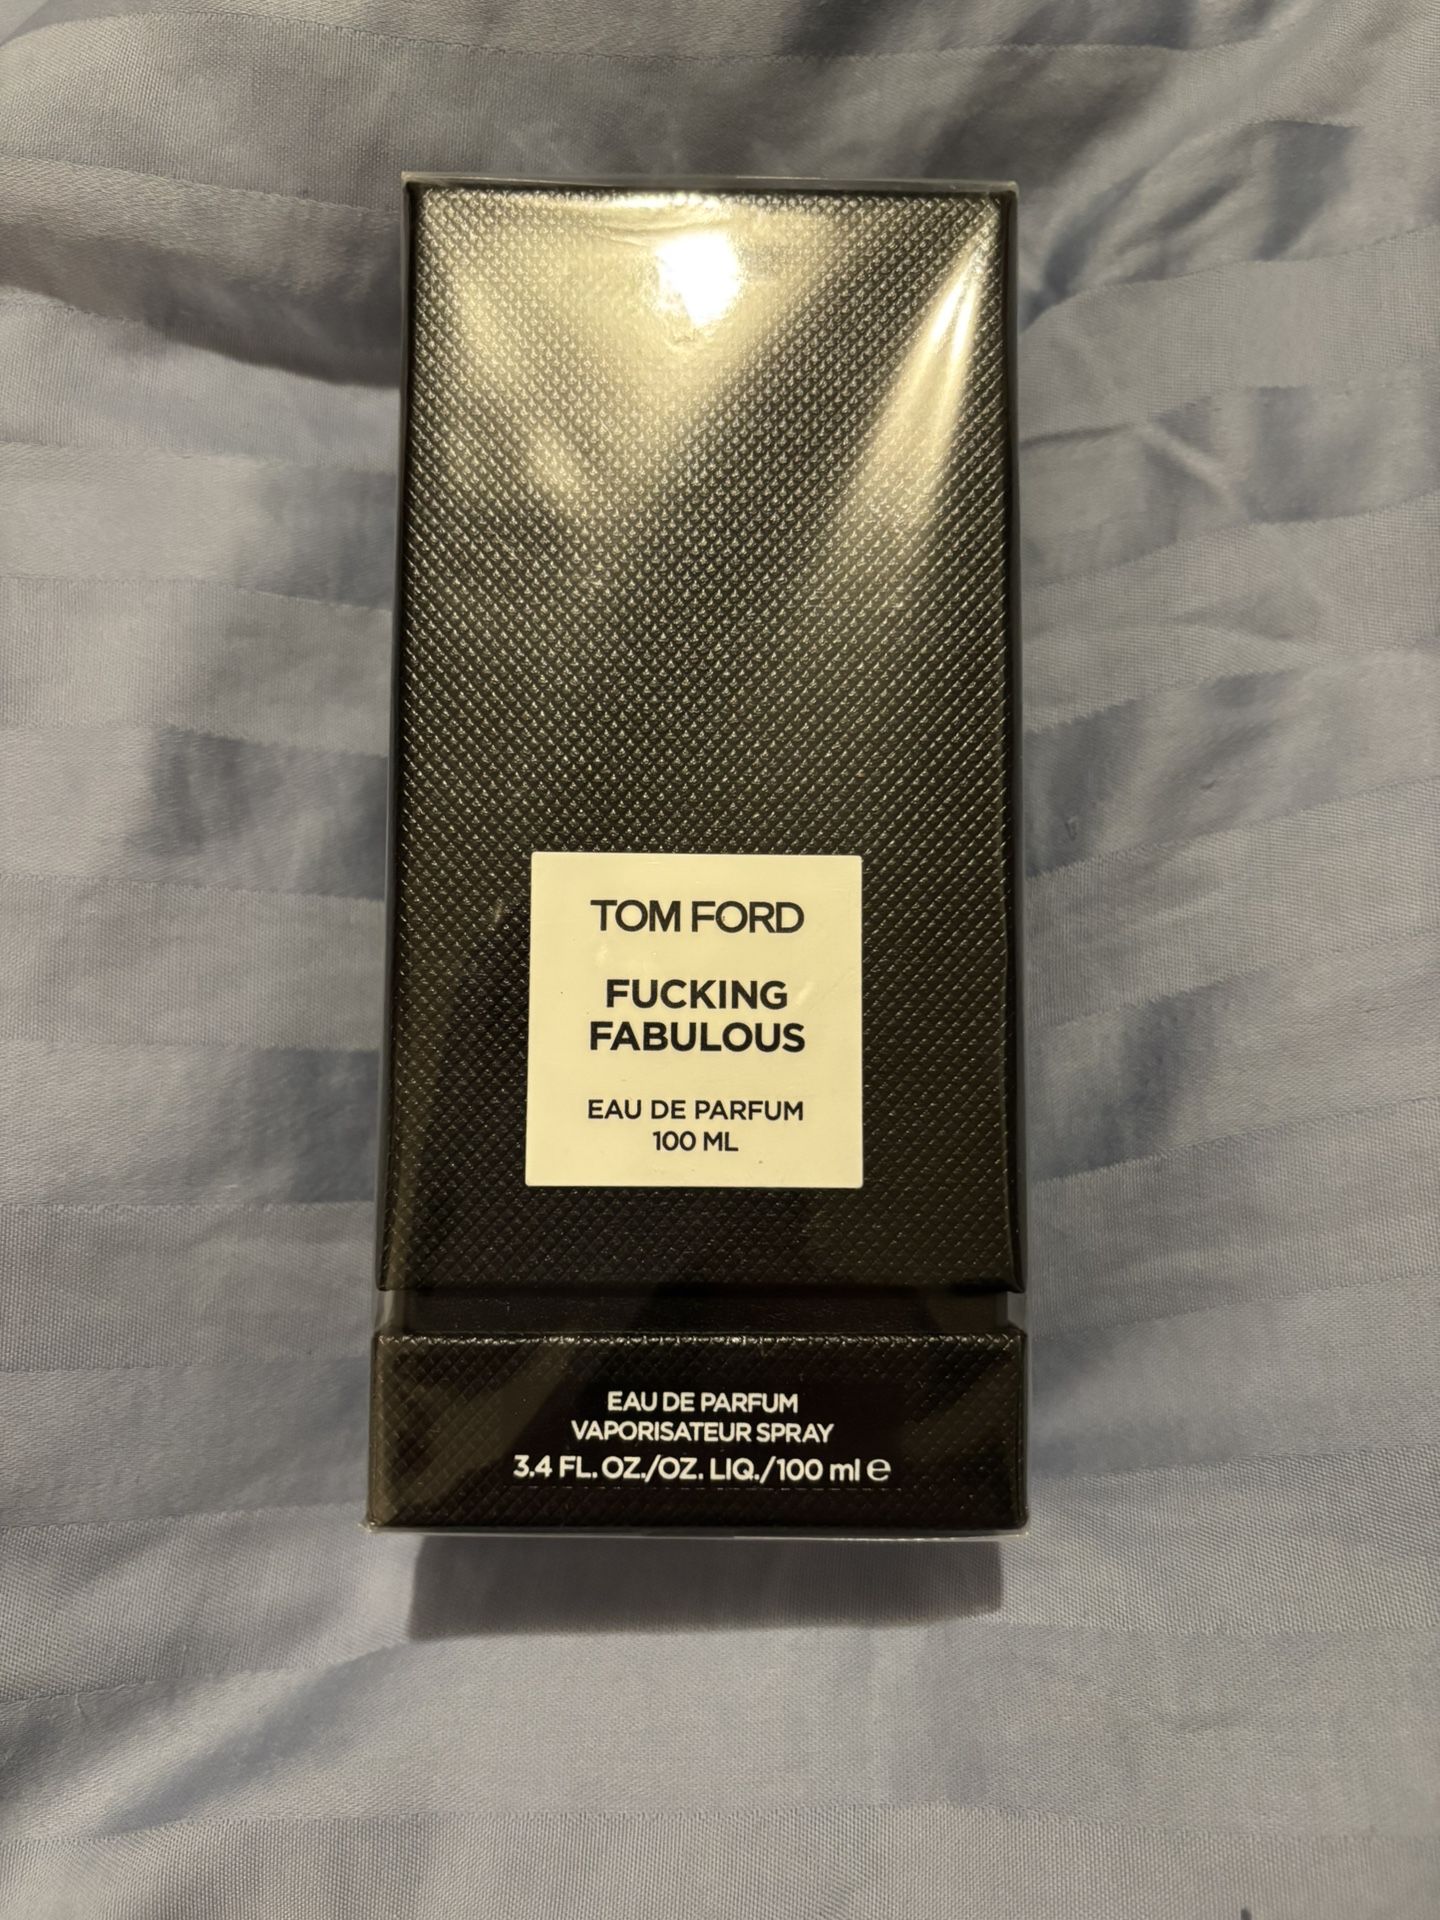 TOM FORD
FUCKING
FABULOUS
EAU DE PARFUM
100 ML
EAU DE PARFUM
VAPORISATEUR SPRAY
3.4 FL. OZ./OZ. LIQ./100 ml ℮